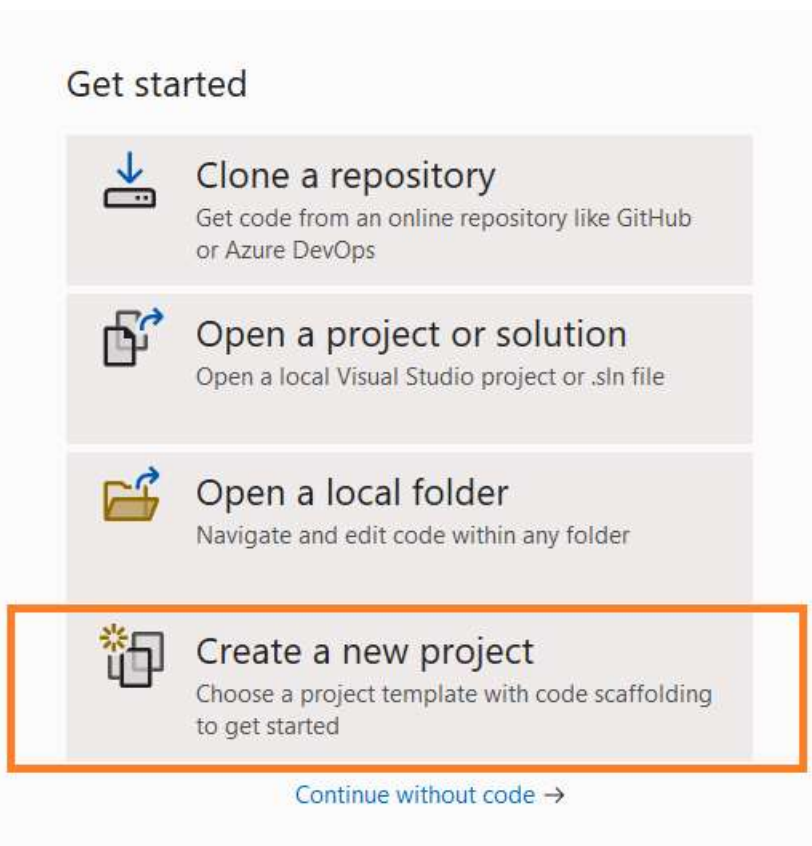 Get started
Clone a repository
Get code from an online repository like GitHub
or Azure DevOps
Open a project or solution
Open a local Visual Studio project or .sln file
Open a local folder
Navigate and edit code within any folder
Create a new project
Choose a project template with code scaffolding
to get started
Continue without code →